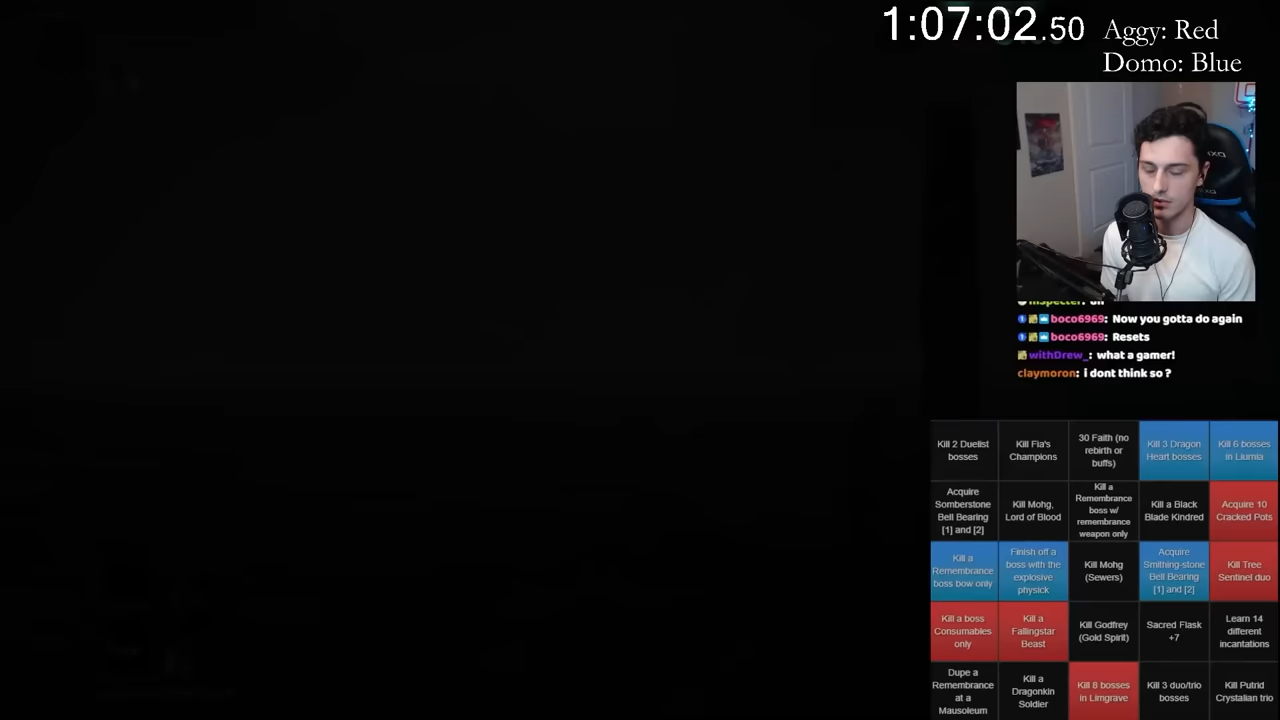 1:07:02.50
Aggy: Red
Domo: Blue
boco6969: Now you gotta do again
boco6969: Resets
withDrew_: what a gamer!
claymoron: i dont think so ?
Kill 2 Duelist
bosses
Kill Fia's
Champions
30 Faith (no
rebirth or
buffs)
Kill 3 Dragon
Heart bosses
Kill 6 bosses
in Liurnia
Acquire
Somberstone
Bell Bearing
[1] and [2]
Kill Mohg,
Lord of Blood
Kill a
Remembrance
boss w/
remembrance
weapon only
Kill a Black
Blade Kindred
Acquire 10
Cracked Pots
Kill a
Remembrance
boss bow only
Finish off a
boss with the
explosive
physick
Kill Mohg
(Sewers)
Acquire
Smithing-stone
Bell Bearing
[1] and [2]
Kill Tree
Sentinel duo
Kill a boss
Consumables
only
Kill a
Fallingstar
Beast
Kill Godfrey
(Gold Spirit)
Sacred Flask
+7
Learn 14
different
incantations
Dupe a
Remembrance
at a
Mausoleum
Kill a
Dragonkin
Soldier
Kill 8 bosses
in Limgrave
Kill 3 duo/trio
bosses
Kill Putrid
Crystalian trio